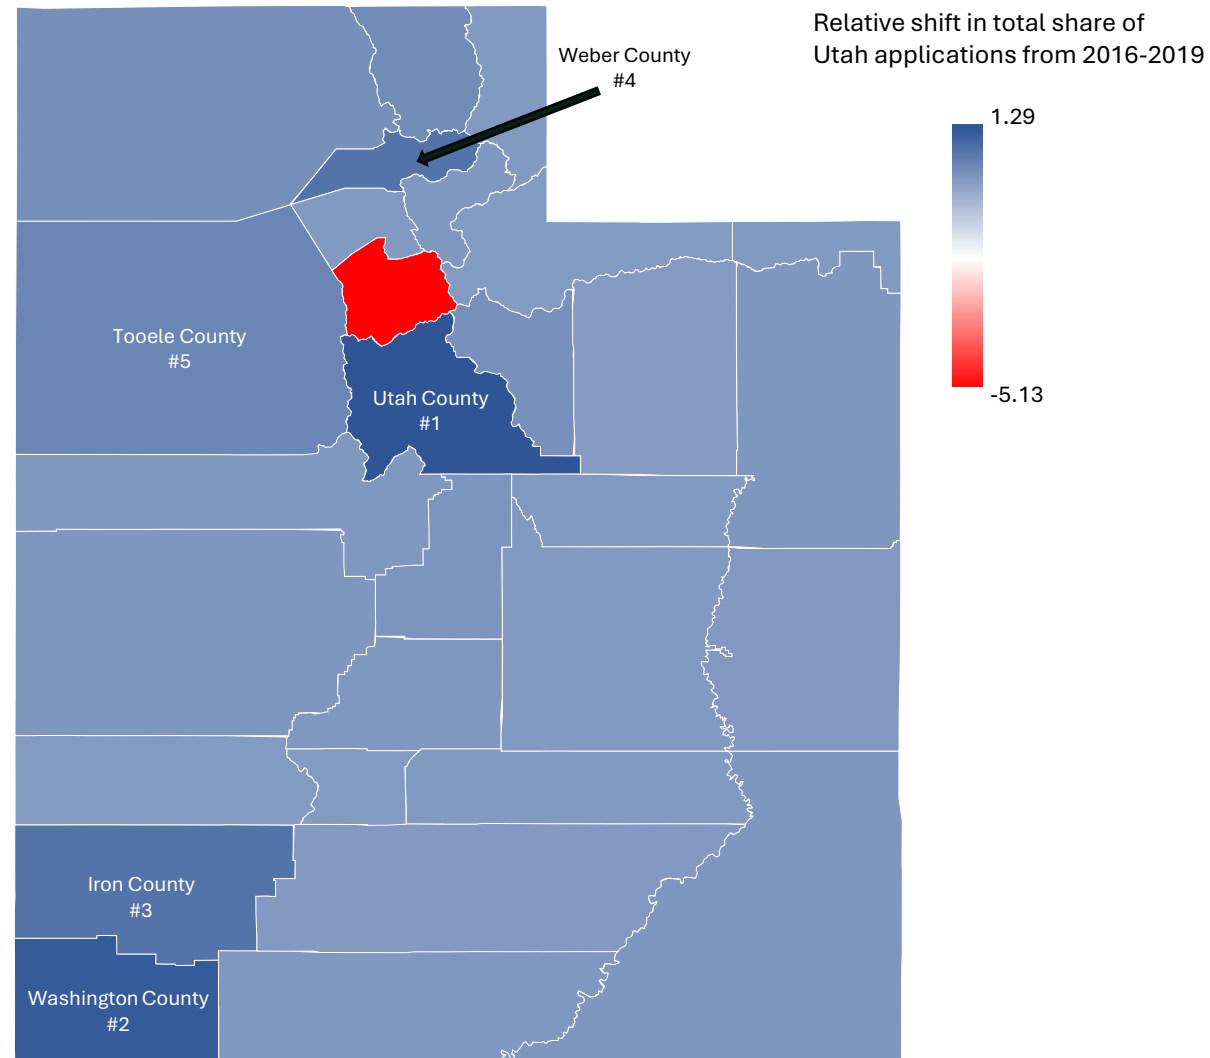 Relative shift in total share of
Utah applications from 2016-2019
Weber County
#4
1.29
-5.13
Tooele County
#5
Utah County
#1
Iron County
#3
Washington County
#2